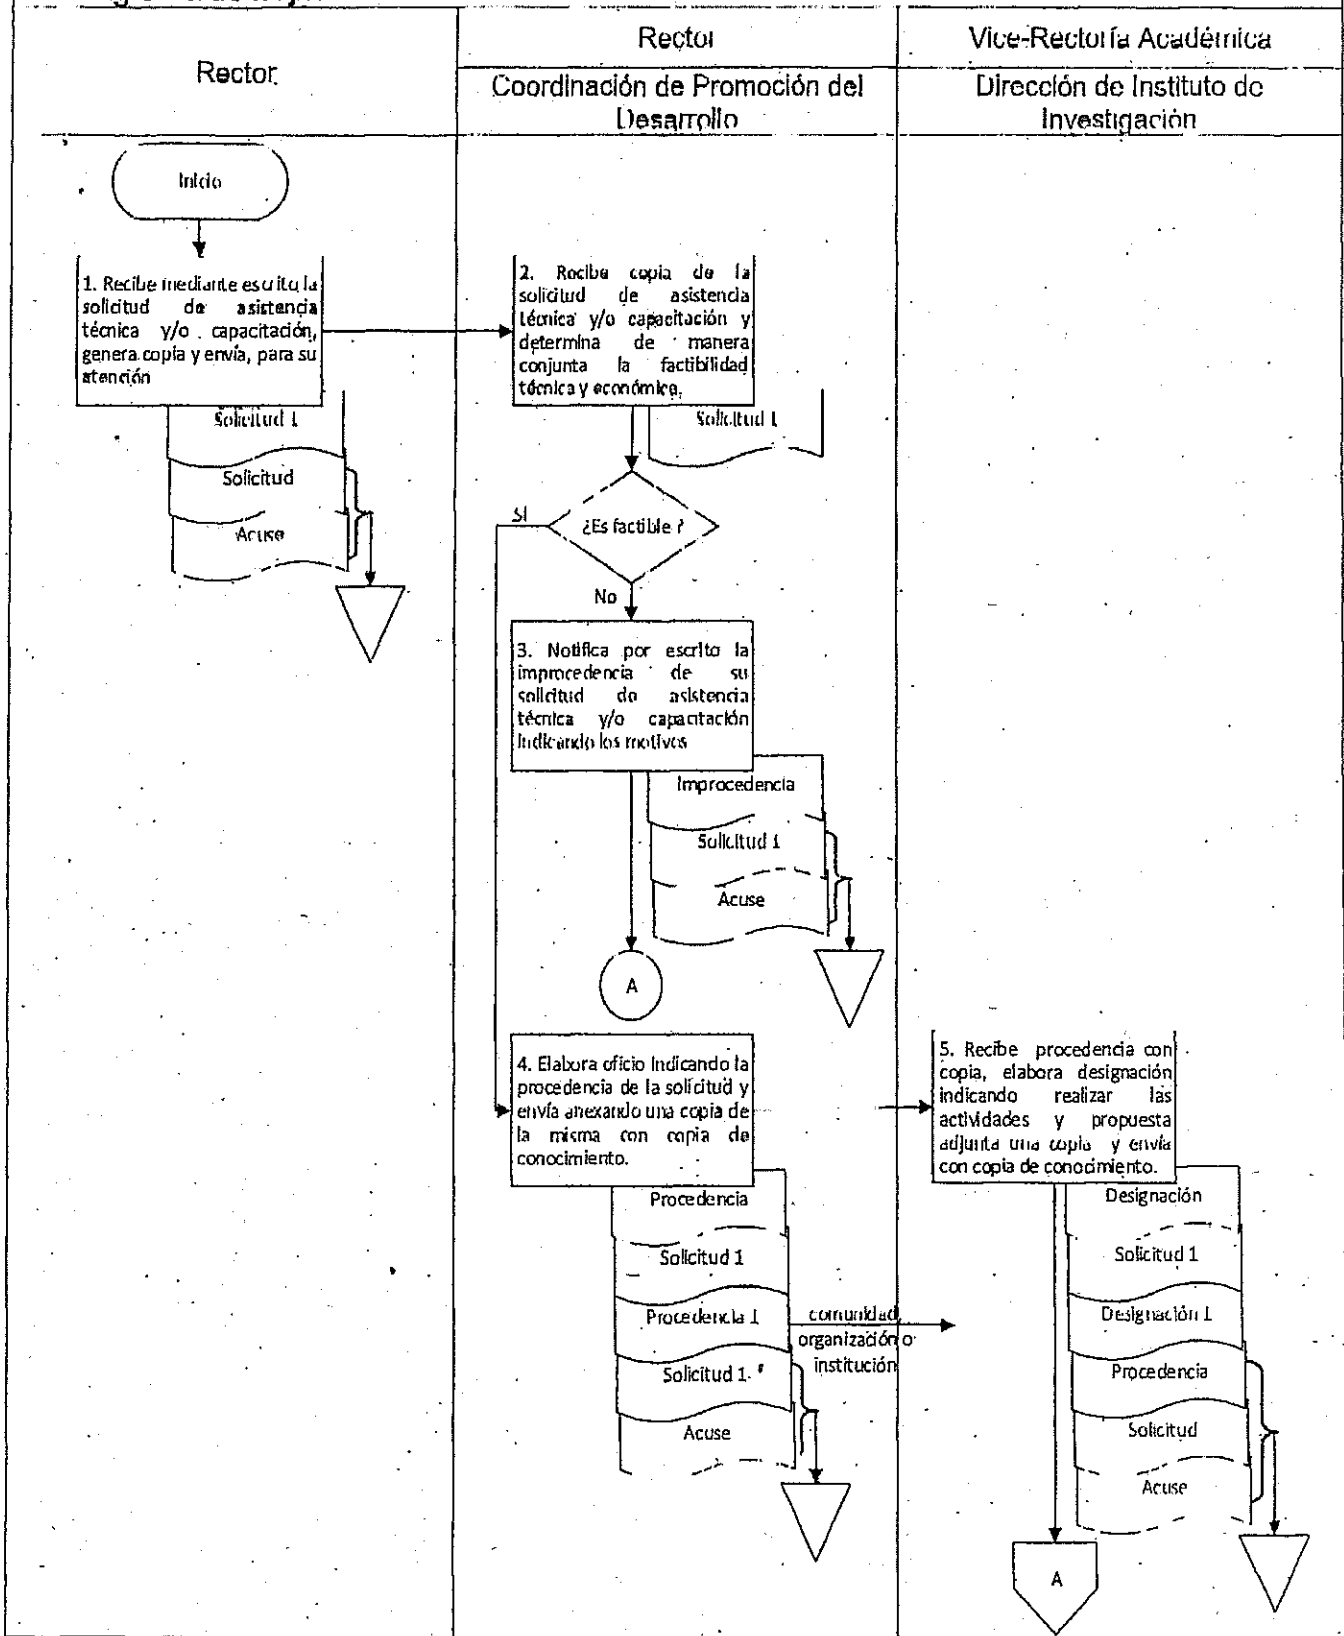 Rector
Rector
Coordinación de Promoción del
Desarrollo
Vice-Rectoría Académica
Dirección de Instituto de
Investigación
Inicio
1. Recibe mediante escrito la
solicitud de asistencia
técnica y/o capacitación,
genera copia y envía, para su
atención
Solicitud 1
Solicitud
Acuse
2. Recibe copia de la
solicitud de asistencia
técnica y/o capacitación y
determina de manera
conjunta la factibilidad
técnica y económica.
Solicitud 1
¿Es factible?
SI
No
3. Notifica por escrito la
improcedencia de su
solicitud de asistencia
técnica y/o capacitación
indicando los motivos
Improcedencia
Solicitud 1
Acuse
A
4. Elabora oficio indicando la
procedencia de la solicitud y
envía anexando una copia de
la misma con copia de
conocimiento.
Procedencia
Solicitud 1
Procedencia 1
Solicitud 1
Acuse
comunidad
organización o
institución
5. Recibe procedencia con
copia, elabora designación
indicando realizar las
actividades y propuesta
adjunta una copia y envía
con copia de conocimiento.
Designación
Solicitud 1
Designación 1
Procedencia
Solicitud
Acuse
A